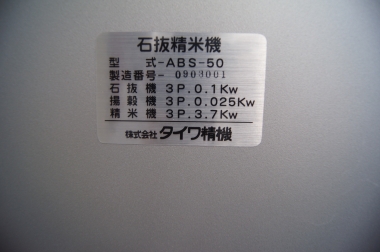 石抜精米機
型 式-ABS-50
製造番号-0903001
石抜機 3P.0.1Kw
揚穀機 3P.0.025Kw
精米機 3P.3.7Kw
株式会社タイワ精機